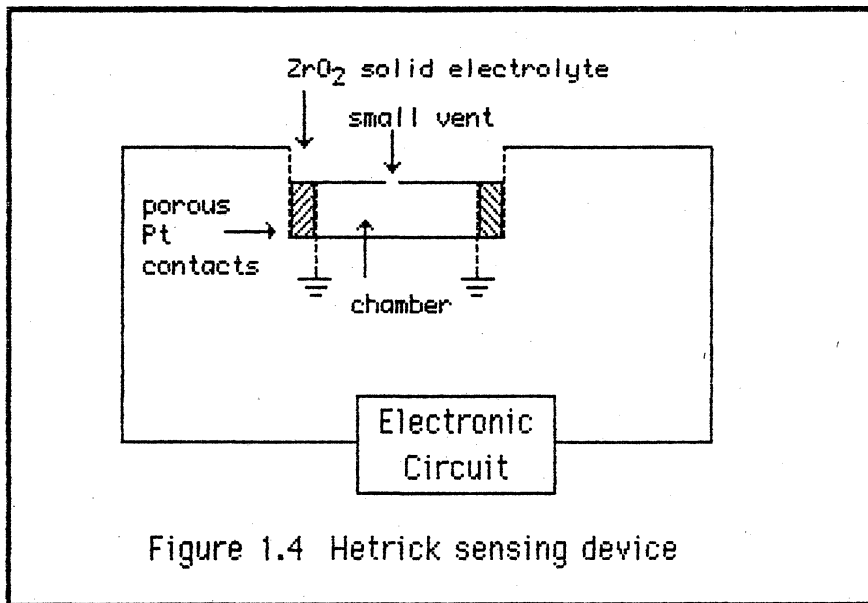 ZrO₂ solid electrolyte
small vent
porous
Pt
contacts
chamber
Electronic
Circuit
Figure 1.4 Hetrick sensing device